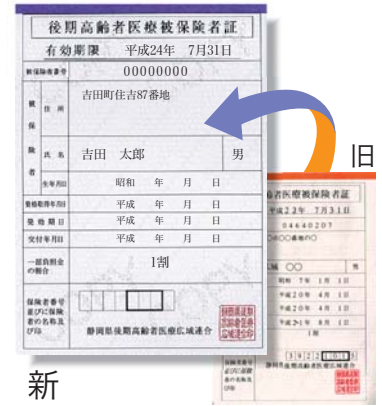 後期高齢者医療被保険者証
有効期限 平成24年 7月31日
被保険者番号 00000000
被保険者
住所 吉田町住吉87番地
氏名 吉田 太郎 男
生年月日 昭和 年 月 日
資格取得年月日 平成 年 月 日
発効期日 平成 年 月 日
交付年月日 平成 年 月 日
一部負担金の割合 1割
保険者番号
並びに保険
者の名称及
び印
静岡県後期高齢者医療広域連合
新
旧
者医療被保険者証
平成22年 7月31日
04640207
〇〇 男
昭和 7年 1月 1日
平成20年 4月 1日
平成20年 4月 1日
平成21年 8月 1日
1割
静岡県後期高齢者医療広域連合